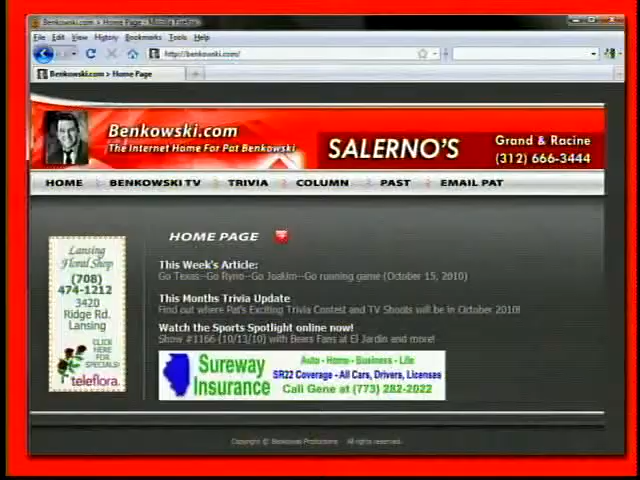 Benkowski.com > Home Page - Mozilla Firefox
File Edit View History Bookmarks Tools Help
http://benkowski.com/
Benkowski.com > Home Page
Benkowski.com
The Internet Home For Pat Benkowski
SALERNO'S
Grand & Racine
(312) 666-3444
HOME BENKOWSKI TV TRIVIA COLUMN PAST EMAIL PAT
HOME PAGE
Lansing
Floral Shop
(708)
474-1212
3420
Ridge Rd.
Lansing
CLICK
HERE
FOR
SPECIALS!
teleflora.
This Week's Article:
Go Texas--Go Ryno--Go Joakim--Go running game (October 15, 2010)
This Months Trivia Update
Find out where Pat's Exciting Trivia Contest and TV Shoots will be in October 2010!
Watch the Sports Spotlight online now!
Show #1166 (10/13/10) with Bears Fans at El Jardin and more!
Sureway
Insurance
Auto - Home - Business - Life
SR22 Coverage - All Cars, Drivers, Licenses
Call Gene at (773) 282-2022
Copyright © Benkowski Productions All rights reserved.